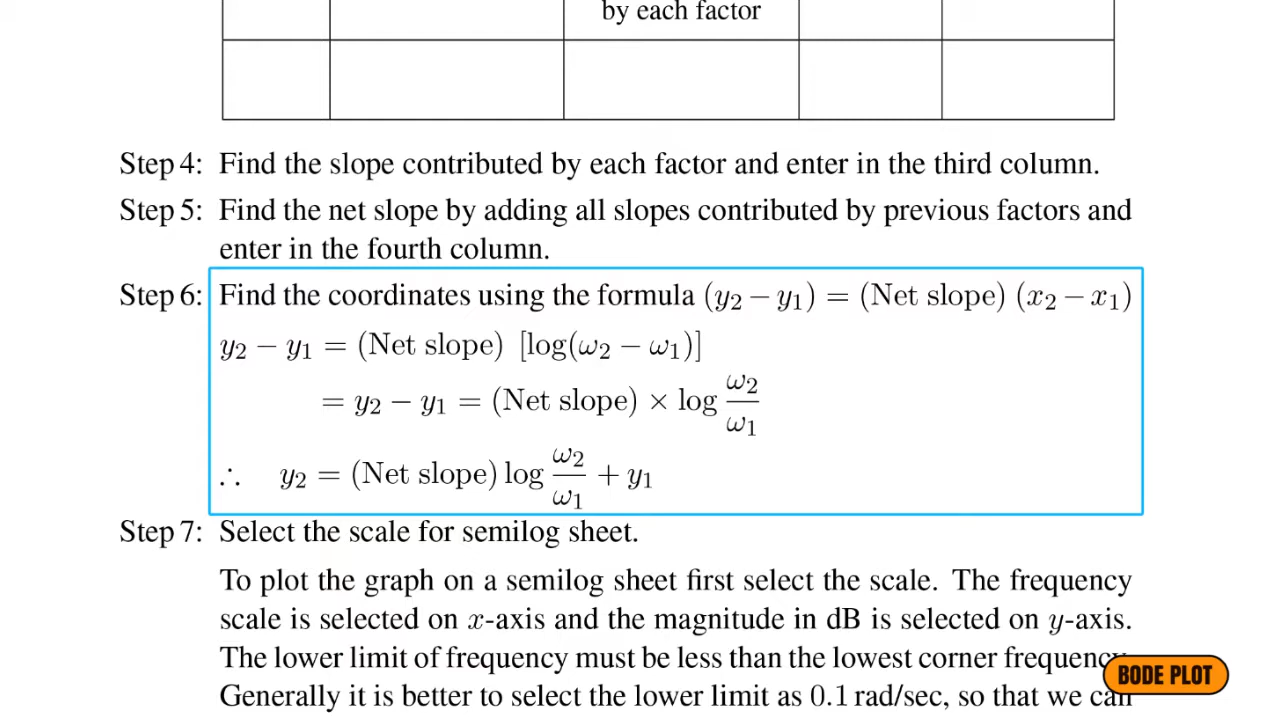 by each factor
Step 4: Find the slope contributed by each factor and enter in the third column.
Step 5: Find the net slope by adding all slopes contributed by previous factors and
enter in the fourth column.
Step 6: Find the coordinates using the formula (y₂ − y₁) = (Net slope) (x₂ − x₁)
y₂ − y₁ = (Net slope) [log(ω₂ − ω₁)]
= y₂ − y₁ = (Net slope) × log ω₂/ω₁
∴ y₂ = (Net slope) log ω₂/ω₁ + y₁
Step 7: Select the scale for semilog sheet.
To plot the graph on a semilog sheet first select the scale. The frequency
scale is selected on x-axis and the magnitude in dB is selected on y-axis.
The lower limit of frequency must be less than the lowest corner frequency.
Generally it is better to select the lower limit as 0.1 rad/sec, so that we can
BODE PLOT